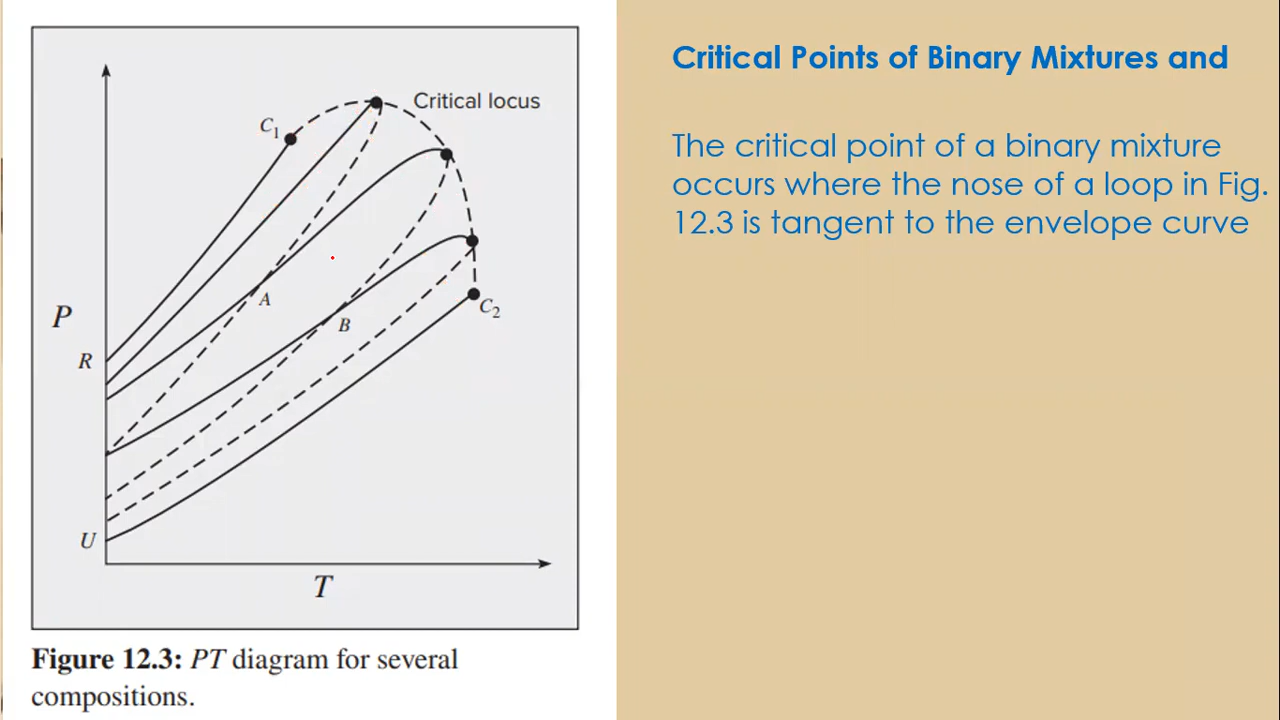 Critical locus
C1
A
P
B
C2
R
U
T
Figure 12.3: PT diagram for several
compositions.
Critical Points of Binary Mixtures and
The critical point of a binary mixture
occurs where the nose of a loop in Fig.
12.3 is tangent to the envelope curve